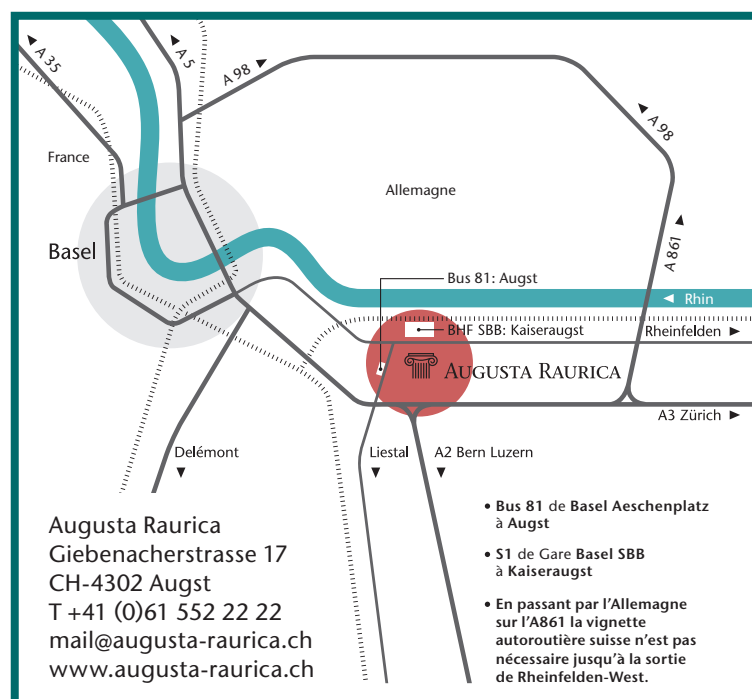 A 35
A 5
A 98
A 98
France
Allemagne
Basel
A 861
Bus 81: Augst
Rhin
BHF SBB: Kaiseraugst
Rheinfelden
AUGUSTA RAURICA
A3 Zürich
Delémont
Liestal
A2 Bern Luzern
Augusta Raurica
Giebenacherstrasse 17
CH-4302 Augst
T +41 (0)61 552 22 22
mail@augusta-raurica.ch
www.augusta-raurica.ch
• Bus 81 de Basel Aeschenplatz
à Augst
• S1 de Gare Basel SBB
à Kaiseraugst
• En passant par l'Allemagne
sur l'A861 la vignette
autoroutière suisse n'est pas
nécessaire jusqu'à la sortie
de Rheinfelden-West.